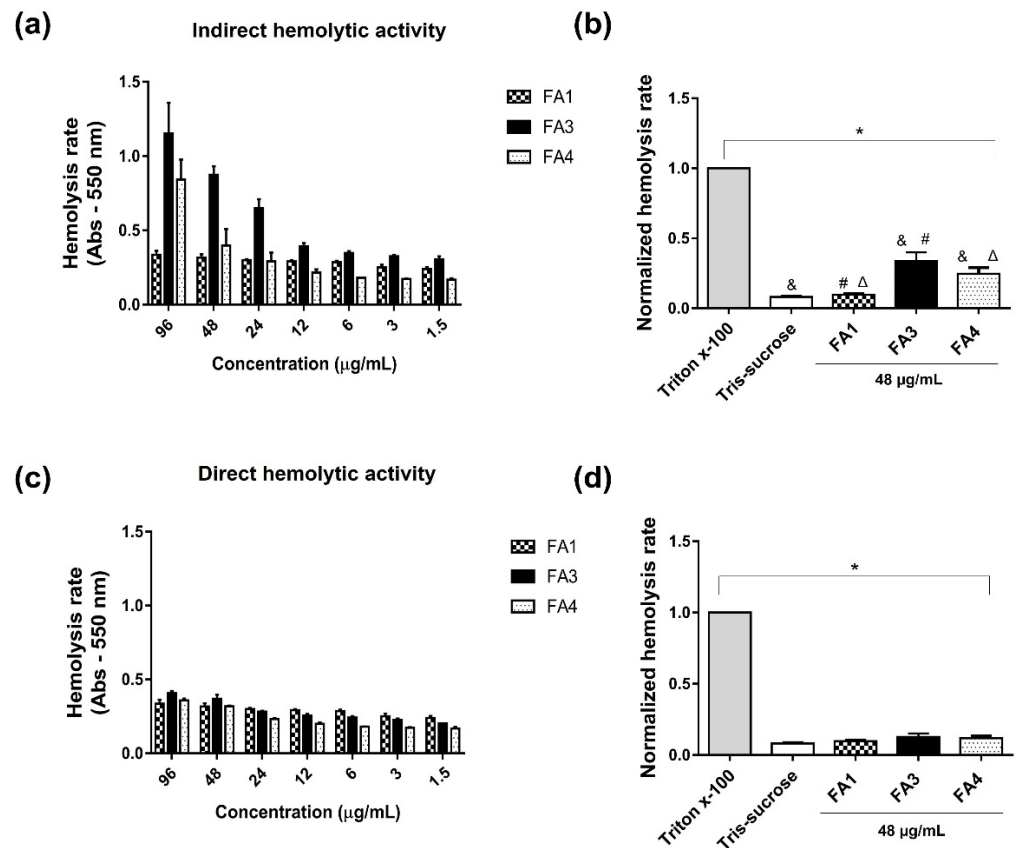 (a)
Indirect hemolytic activity
Hemolysis rate
(Abs - 550 nm)
1.5
1.0
0.5
0.0
96
48
24
12
6
3
1.5
Concentration (μg/mL)
FA1
FA3
FA4
(b)
Normalized hemolysis rate
1.5
1.0
0.5
0.0
*
&
# Δ
& #
& Δ
Triton x-100
Tris-sucrose
FA1
FA3
FA4
48 µg/mL
(c)
Direct hemolytic activity
Hemolysis rate
(Abs - 550 nm)
1.5
1.0
0.5
0.0
96
48
24
12
6
3
1.5
Concentration (μg/mL)
FA1
FA3
FA4
(d)
Normalized hemolysis rate
1.5
1.0
0.5
0.0
*
Triton x-100
Tris-sucrose
FA1
FA3
FA4
48 µg/mL